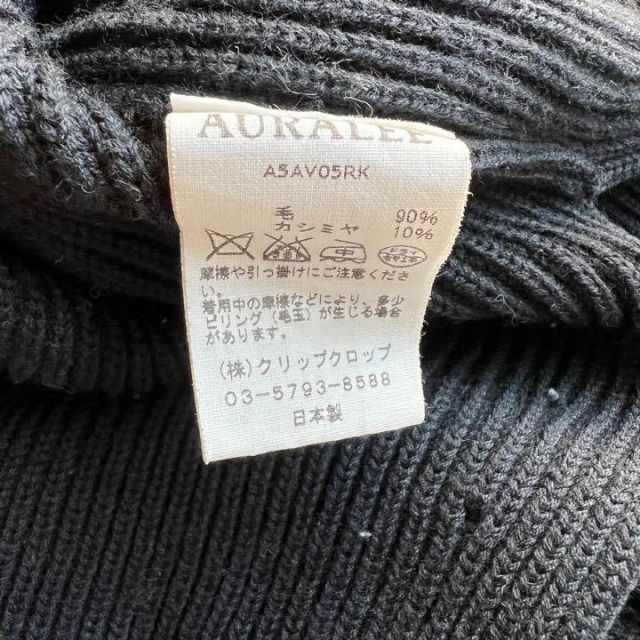 AURALEE
A5AV05RK
毛 90%
カシミヤ 10%
摩擦や引っ掛けにご注意くださ
い。
着用中の摩擦などにより、多少
ピリング（毛玉）が生じる場合
があります。
（株）クリップクロップ
03-5793-8588
日本製